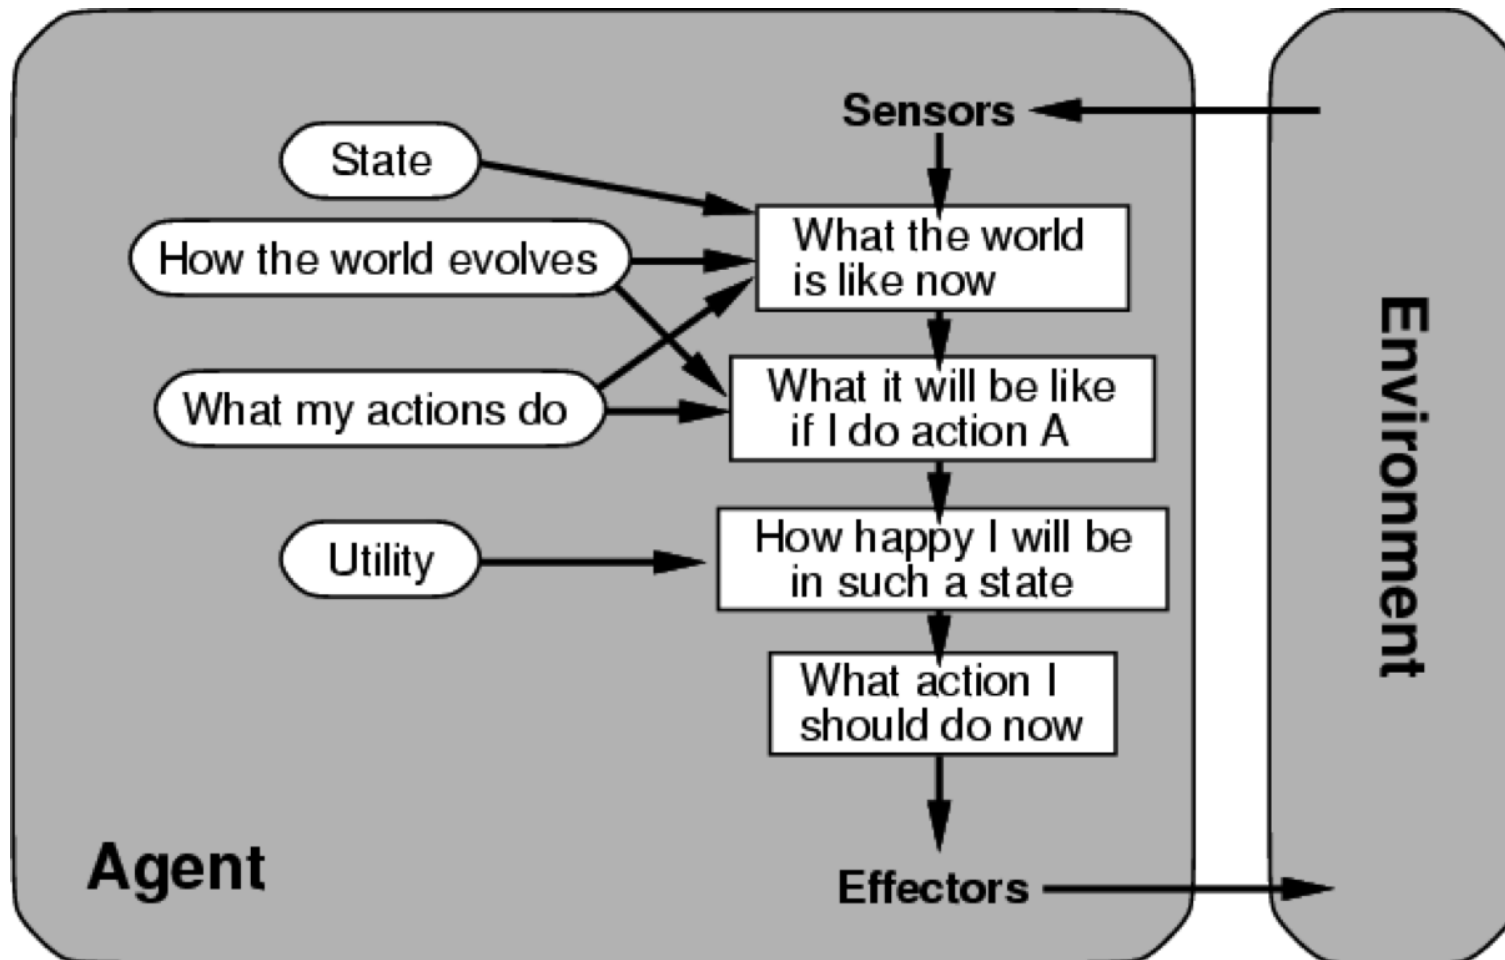 Sensors
State
What the world
is like now
How the world evolves
What it will be like
if I do action A
What my actions do
How happy I will be
in such a state
Utility
What action I
should do now
Agent
Effectors
Environment